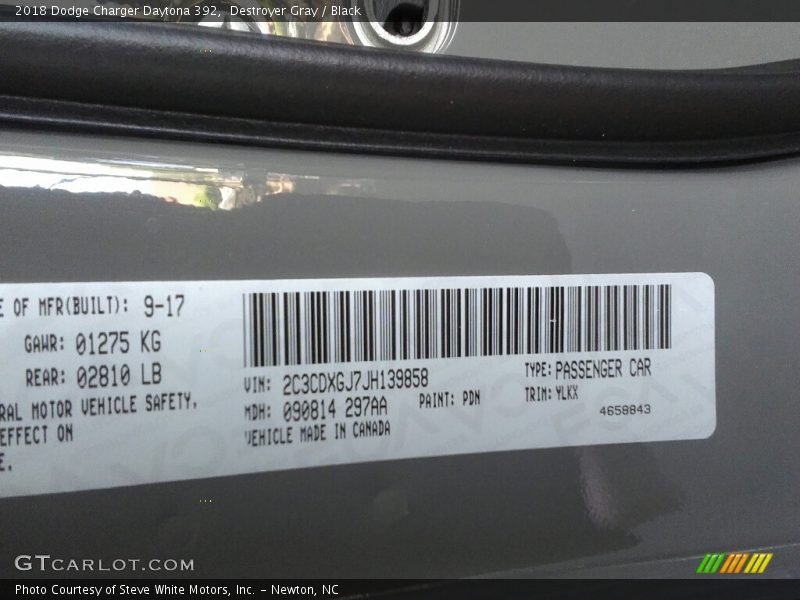 2018 Dodge Charger Daytona 392,  Destroyer Gray / Black
E OF MFR(BUILT): 9-17
GAWR: 01275 KG
REAR: 02810 LB
RAL MOTOR VEHICLE SAFETY,
EFFECT ON
E.
VIN: 2C3CDXGJ7JH139858
MDH: 090814 297AA
PAINT: PDN
VEHICLE MADE IN CANADA
TYPE: PASSENGER CAR
TRIM: YLKX
4658843
GTCARLOT.COM
Photo Courtesy of Steve White Motors, Inc. – Newton, NC